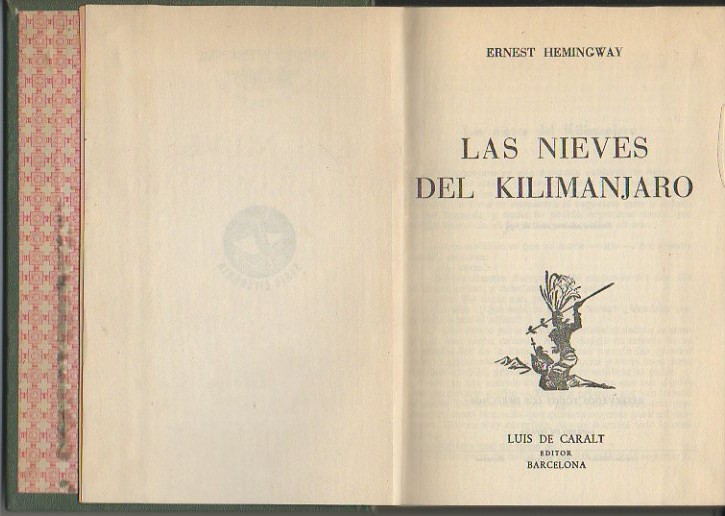 ERNEST HEMINGWAY
LAS NIEVES
DEL KILIMANJARO
LUIS DE CARALT
EDITOR
BARCELONA